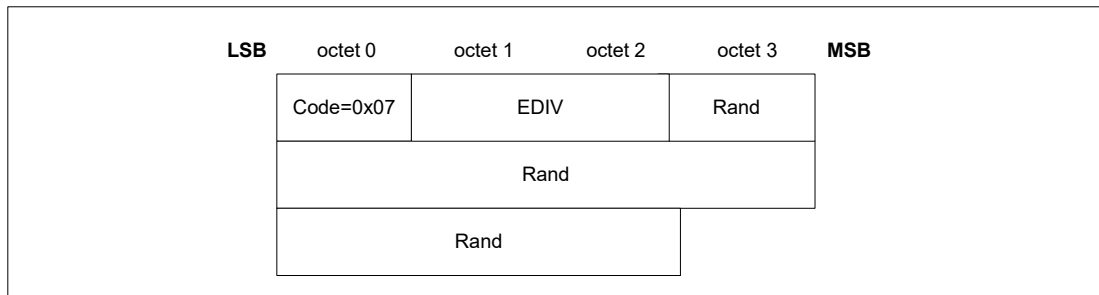 LSB octet 0 octet 1 octet 2 octet 3 MSB
Code=0x07 EDIV Rand
Rand
Rand